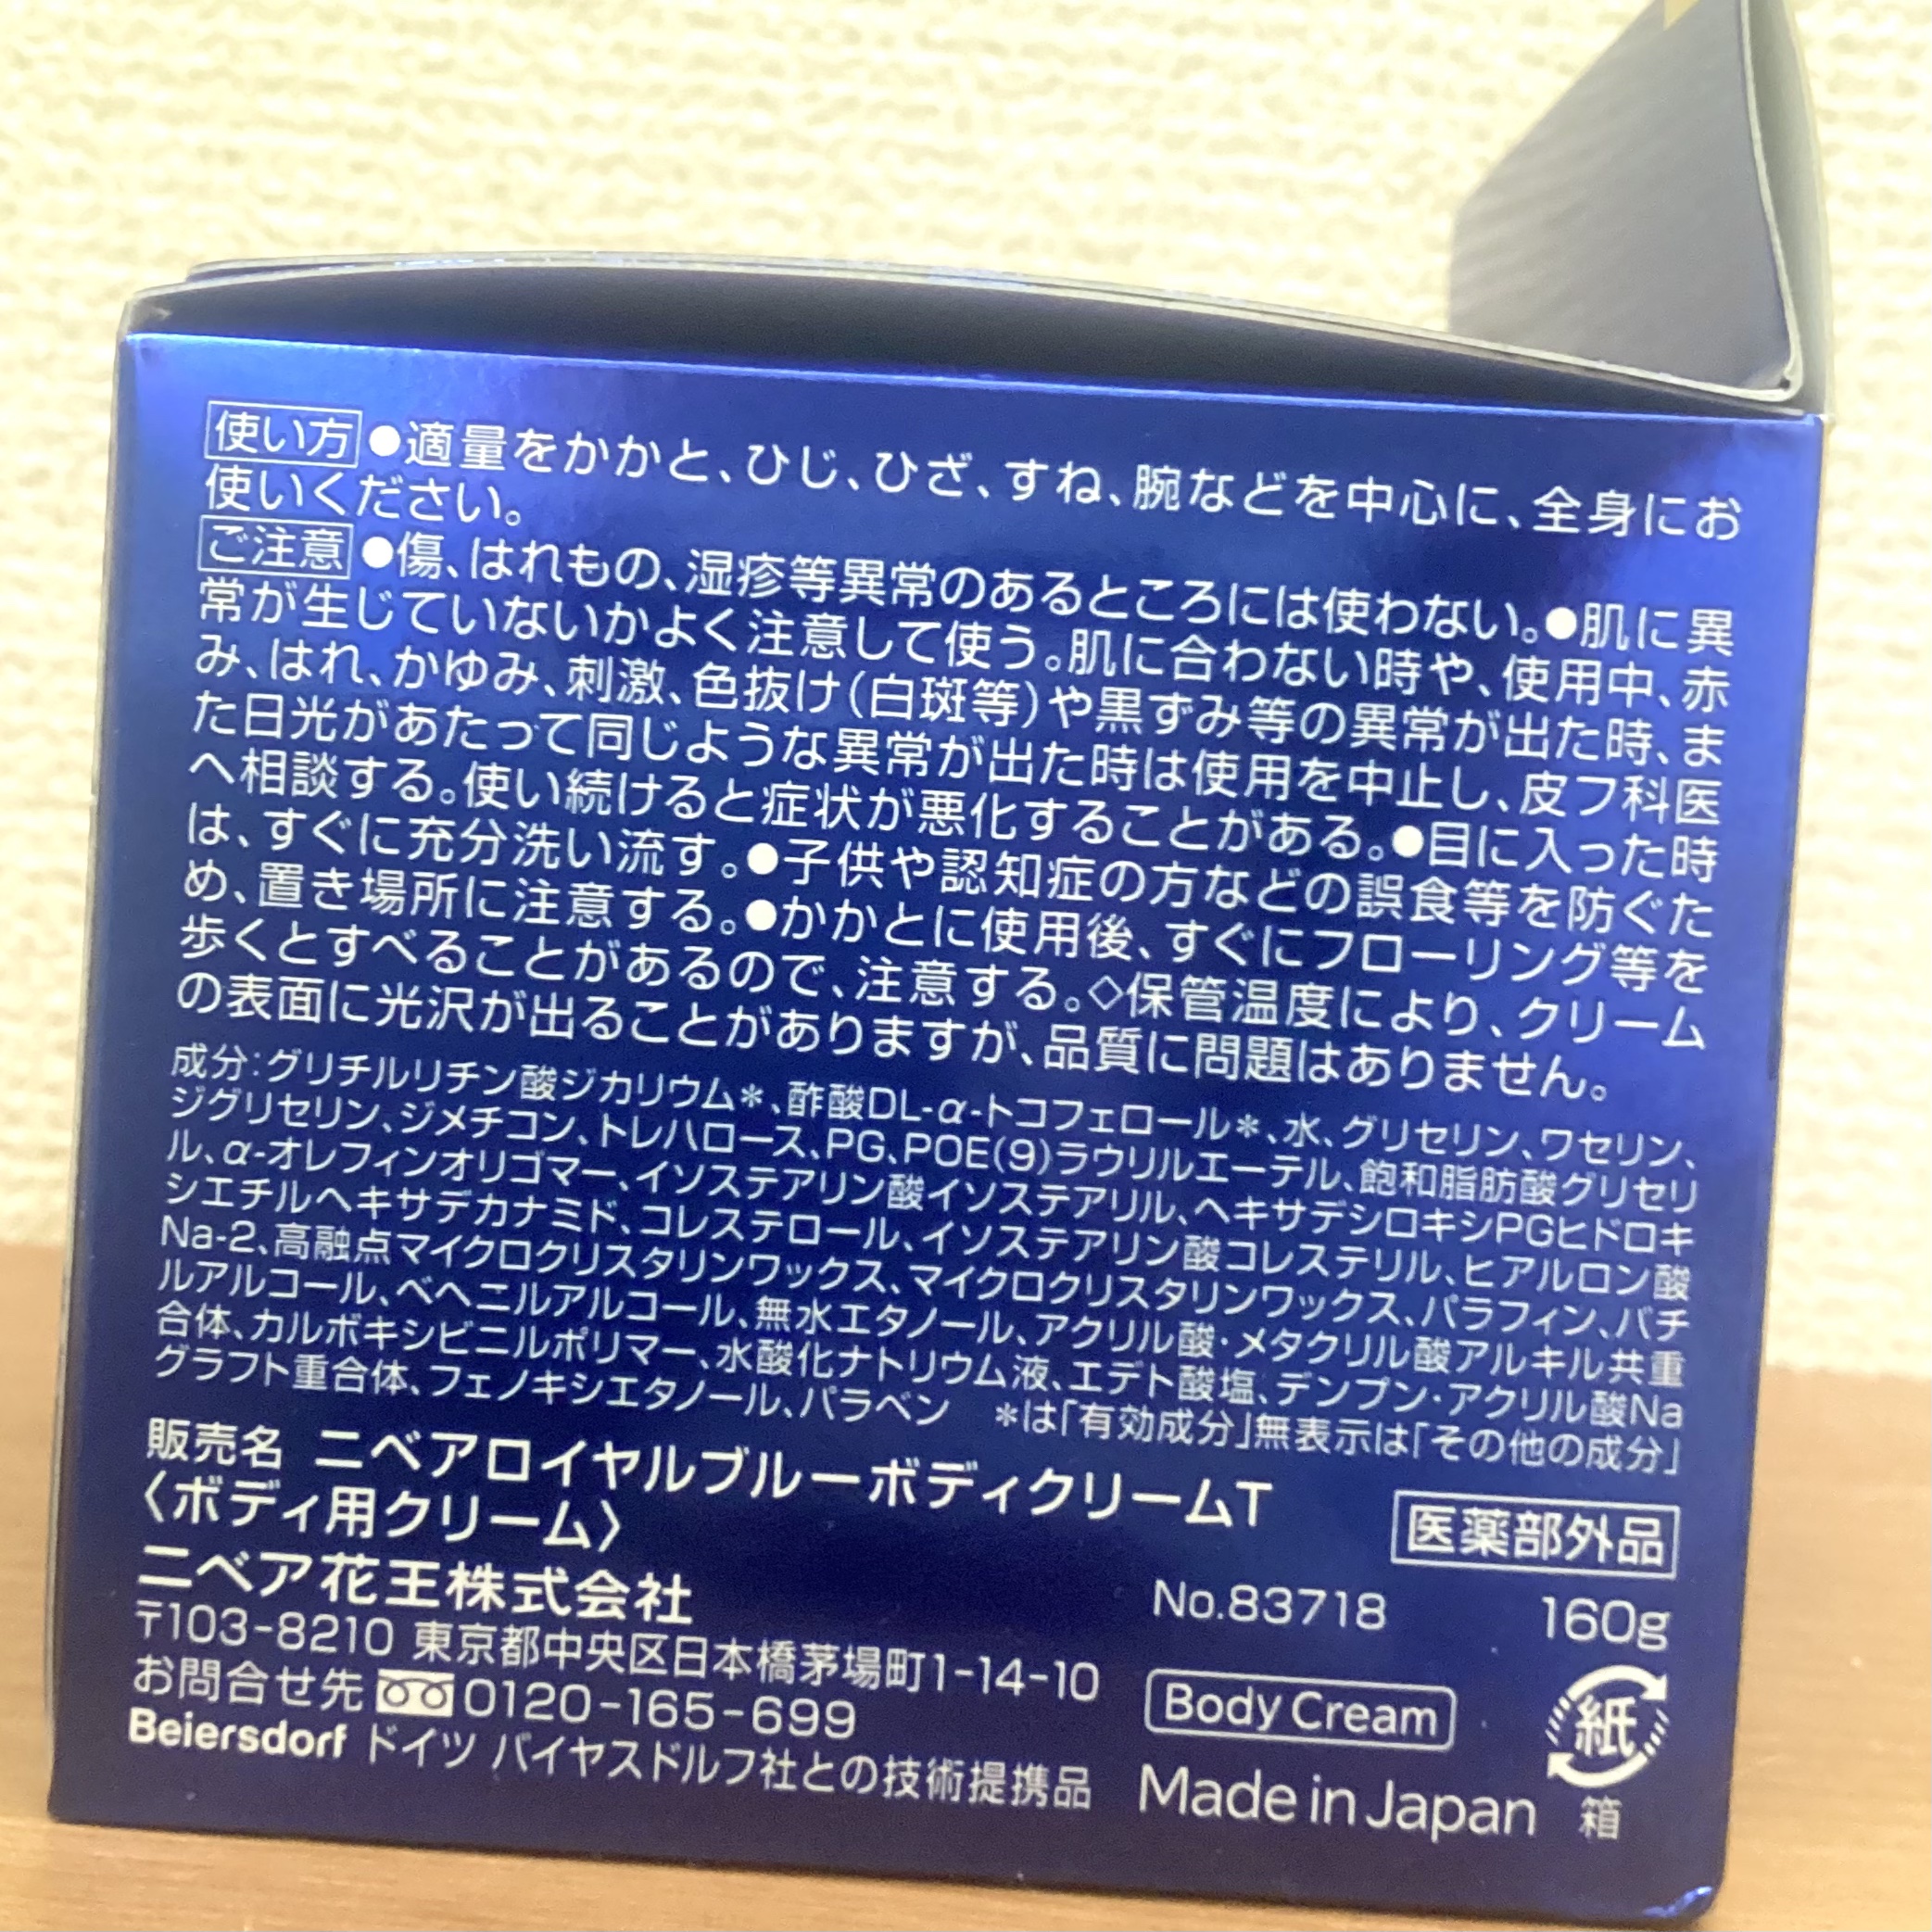 使い方 ●適量をかかと、ひじ、ひざ、すね、腕などを中心に、全身にお
使いください。
ご注意 ●傷、はれもの、湿疹等異常のあるところには使わない。●肌に異
常が生じていないかよく注意して使う。肌に合わない時や、使用中、赤
み、はれ、かゆみ、刺激、色抜け(白斑等)や黒ずみ等の異常が出た時、ま
た日光があたって同じような異常が出た時は使用を中止し、皮フ科医
へ相談する。使い続けると症状が悪化することがある。●目に入った時
は、すぐに充分洗い流す。●子供や認知症の方などの誤食等を防ぐた
め、置き場所に注意する。●かかとに使用後、すぐにフローリング等を
歩くとすべることがあるので、注意する。◇保管温度により、クリーム
の表面に光沢が出ることがありますが、品質に問題はありません。
成分:グリチルリチン酸ジカリウム＊、酢酸DL-α-トコフェロール＊、水、グリセリン、ワセリン、
ジグリセリン、ジメチコン、トレハロース、PG、POE(9)ラウリルエーテル、飽和脂肪酸グリセリ
ル、α-オレフィンオリゴマー、イソステアリン酸イソステアリル、ヘキサデシロキシPGヒドロキ
シエチルヘキサデカナミド、コレステロール、イソステアリン酸コレステリル、ヒアルロン酸
Na-2、高融点マイクロクリスタリンワックス、マイクロクリスタリンワックス、パラフィン、バチ
ルアルコール、ベヘニルアルコール、無水エタノール、アクリル酸・メタクリル酸アルキル共重
合体、カルボキシビニルポリマー、水酸化ナトリウム液、エデト酸塩、デンプン・アクリル酸Na
グラフト重合体、フェノキシエタノール、パラベン ＊は「有効成分」無表示は「その他の成分」
販売名 ニベアロイヤルブルーボディクリームT
〈ボディ用クリーム〉
医薬部外品
ニベア花王株式会社
No.83718 160g
〒103-8210 東京都中央区日本橋茅場町1-14-10
お問合せ先 0120-165-699
Body Cream
紙
Beiersdorf ドイツ バイヤスドルフ社との技術提携品
Made in Japan
箱